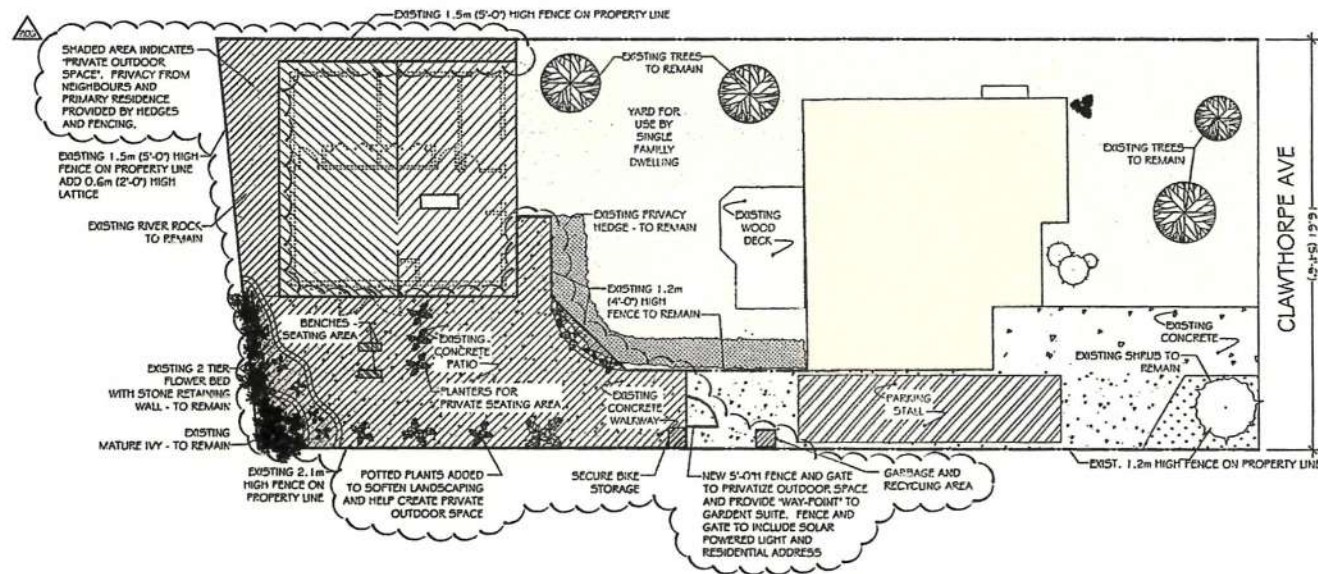 EXISTING 1.5m (5'-0") HIGH FENCE ON PROPERTY LINE
SHADED AREA INDICATES
"PRIVATE OUTDOOR
SPACE". PRIVACY FROM
NEIGHBOURS AND
PRIMARY RESIDENCE
PROVIDED BY HEDGES
AND FENCING.
EXISTING 1.5m (5'-0") HIGH
FENCE ON PROPERTY LINE
ADD 0.6m (2'-0") HIGH
LATTICE
EXISTING RIVER ROCK
TO REMAIN
EXISTING TREES
TO REMAIN
YARD FOR
USE BY
SINGLE
FAMILLY
DWELLING
EXISTING TREES
TO REMAIN
EXISTING PRIVACY
HEDGE - TO REMAIN
EXISTING
WOOD
DECK
EXISTING 1.2m
(4'-0") HIGH
FENCE TO REMAIN
CLAWTHORPE AVE
BENCHES -
SEATING AREA
EXISTING
CONCRETE
PATIO
PLANTERS FOR
PRIVATE SEATING AREA
EXISTING 2 TIER
FLOWER BED
WITH STONE RETAINING
WALL - TO REMAIN
EXISTING
MATURE IVY - TO REMAIN
EXISTING
CONCRETE
WALKWAY
PARKING
STALL
EXISTING
CONCRETE
EXISTING SHRUB TO
REMAIN
EXISTING 2.1m
HIGH FENCE ON
PROPERTY LINE
POTTED PLANTS ADDED
TO SOFTEN LANDSCAPING
AND HELP CREATE PRIVATE
OUTDOOR SPACE
SECURE BIKE
STORAGE
NEW 5'-0"H FENCE AND GATE
TO PRIVATIZE OUTDOOR SPACE
AND PROVIDE "WAY-POINT" TO
GARDENT SUITE. FENCE AND
GATE TO INCLUDE SOLAR
POWERED LIGHT AND
RESIDENTIAL ADDRESS
GARBAGE AND
RECYCLING AREA
EXIST. 1.2m HIGH FENCE ON PROPERTY LINE